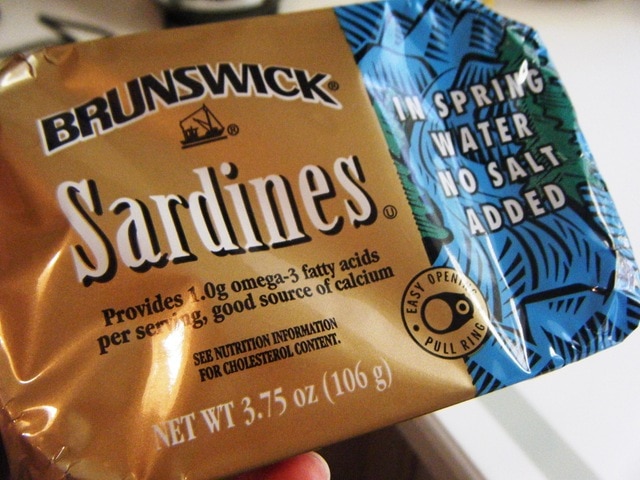 BRUNSWICK®
®
Sardines
U
Provides 1.0g omega-3 fatty acids
per serving, good source of calcium
SEE NUTRITION INFORMATION
FOR CHOLESTEROL CONTENT.
NET WT 3.75 oz (106 g)
IN SPRING
WATER
NO SALT
ADDED
EASY OPENING
PULL RING